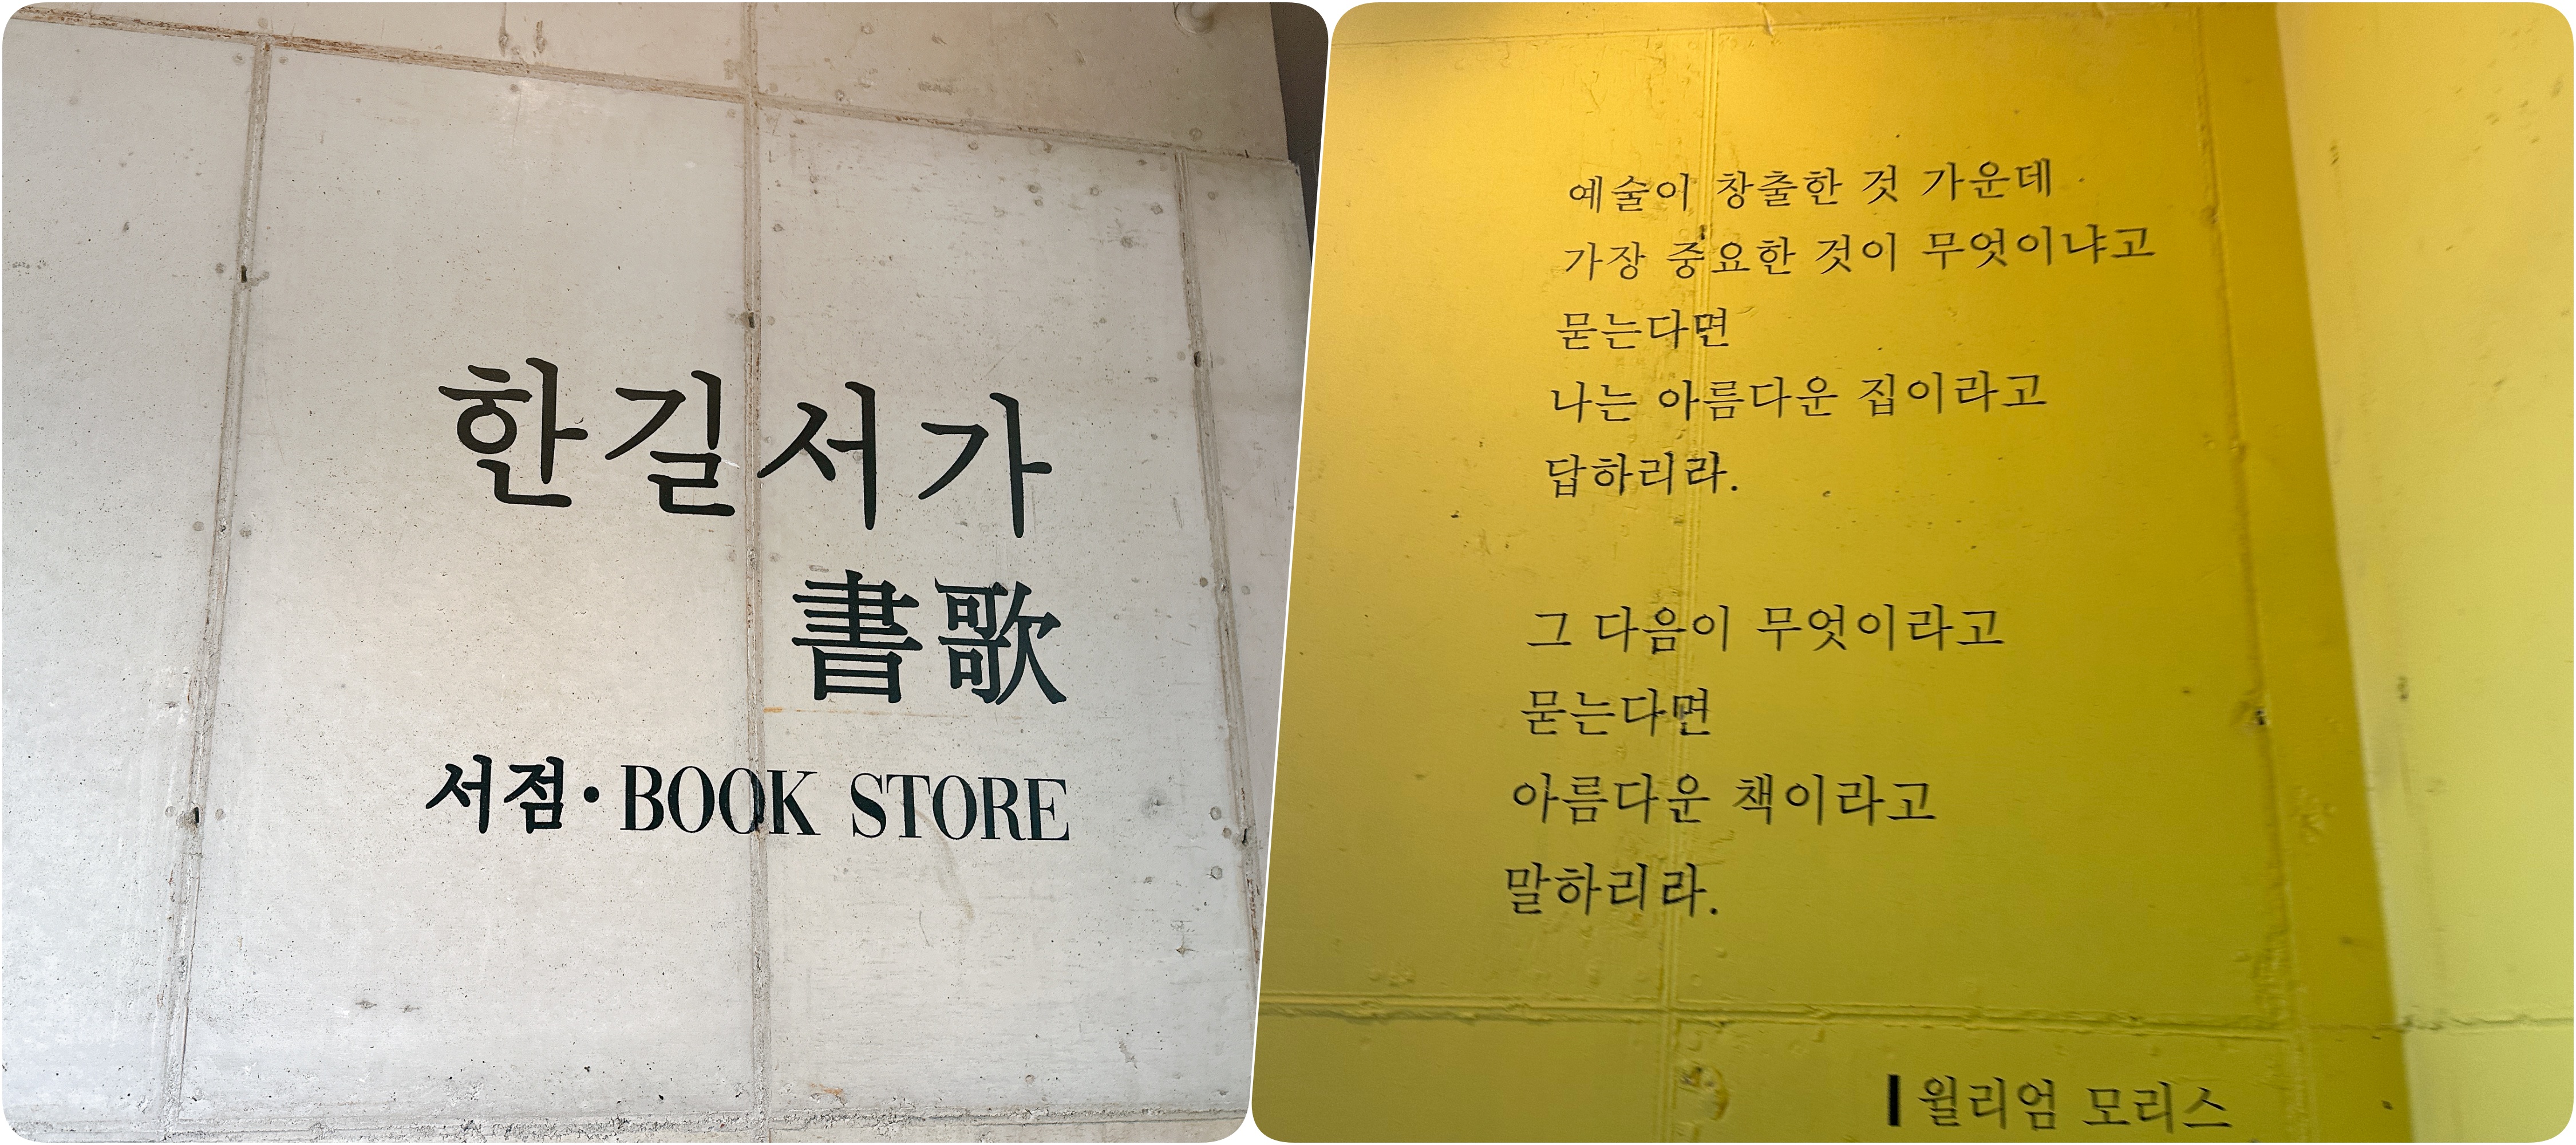 한길서가
書歌
서점·BOOK STORE
예술이 창출한 것 가운데
가장 중요한 것이 무엇이냐고
묻는다면
나는 아름다운 집이라고
답하리라.
그 다음이 무엇이라고
묻는다면
아름다운 책이라고
말하리라.
윌리엄 모리스